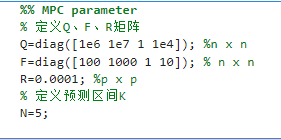 %% MPC parameter
% 定义Q、F、R矩阵
Q=diag([1e6 1e7 1 1e4]); %n x n
F=diag([100 1000 1 10]); % n x n
R=0.0001; %p x p
% 定义预测区间K
N=5;